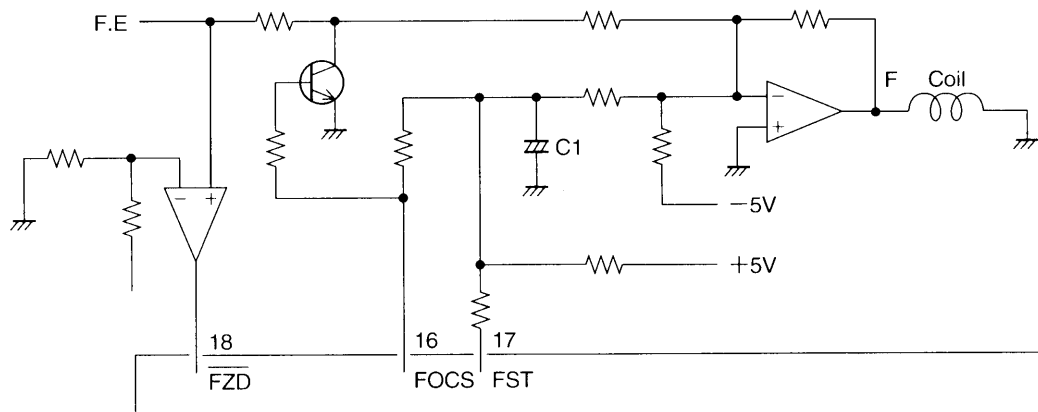 F.E
F
Coil
−
+
C1
−
+
−5V
+5V
18
16
17
FZD
FOCS
FST